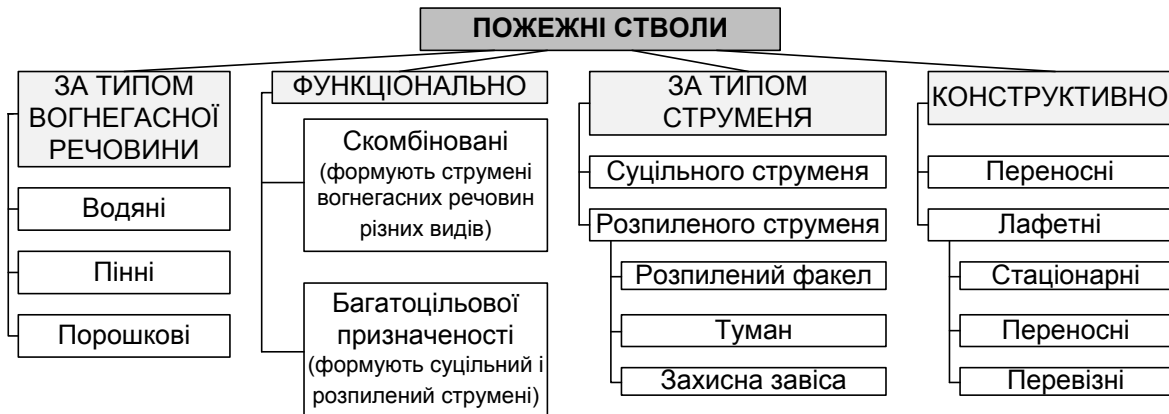 ПОЖЕЖНІ СТВОЛИ
ЗА ТИПОМ
ВОГНЕГАСНОЇ
РЕЧОВИНИ
Водяні
Пінні
Порошкові
ФУНКЦІОНАЛЬНО
Скомбіновані
(формують струмені
вогнегасних речовин
різних видів)
Багатоцільової
призначеності
(формують суцільний і
розпилений струмені)
ЗА ТИПОМ
СТРУМЕНЯ
Суцільного струменя
Розпиленого струменя
Розпилений факел
Туман
Захисна завіса
КОНСТРУКТИВНО
Переносні
Лафетні
Стаціонарні
Переносні
Перевізні